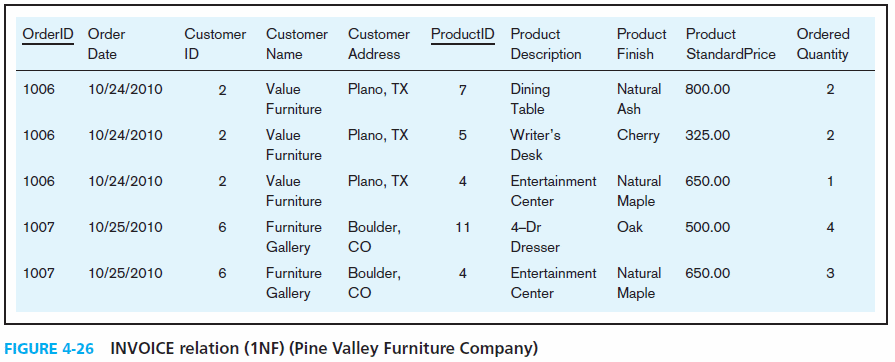 OrderID Order Customer Customer Customer ProductID Product Product Product Ordered
Date ID Name Address Description Finish StandardPrice Quantity
1006 10/24/2010 2 Value Plano, TX 7 Dining Natural 800.00 2
Furniture Table Ash
1006 10/24/2010 2 Value Plano, TX 5 Writer's Cherry 325.00 2
Furniture Desk
1006 10/24/2010 2 Value Plano, TX 4 Entertainment Natural 650.00 1
Furniture Center Maple
1007 10/25/2010 6 Furniture Boulder, 11 4–Dr Oak 500.00 4
Gallery CO Dresser
1007 10/25/2010 6 Furniture Boulder, 4 Entertainment Natural 650.00 3
Gallery CO Center Maple
FIGURE 4-26 INVOICE relation (1NF) (Pine Valley Furniture Company)